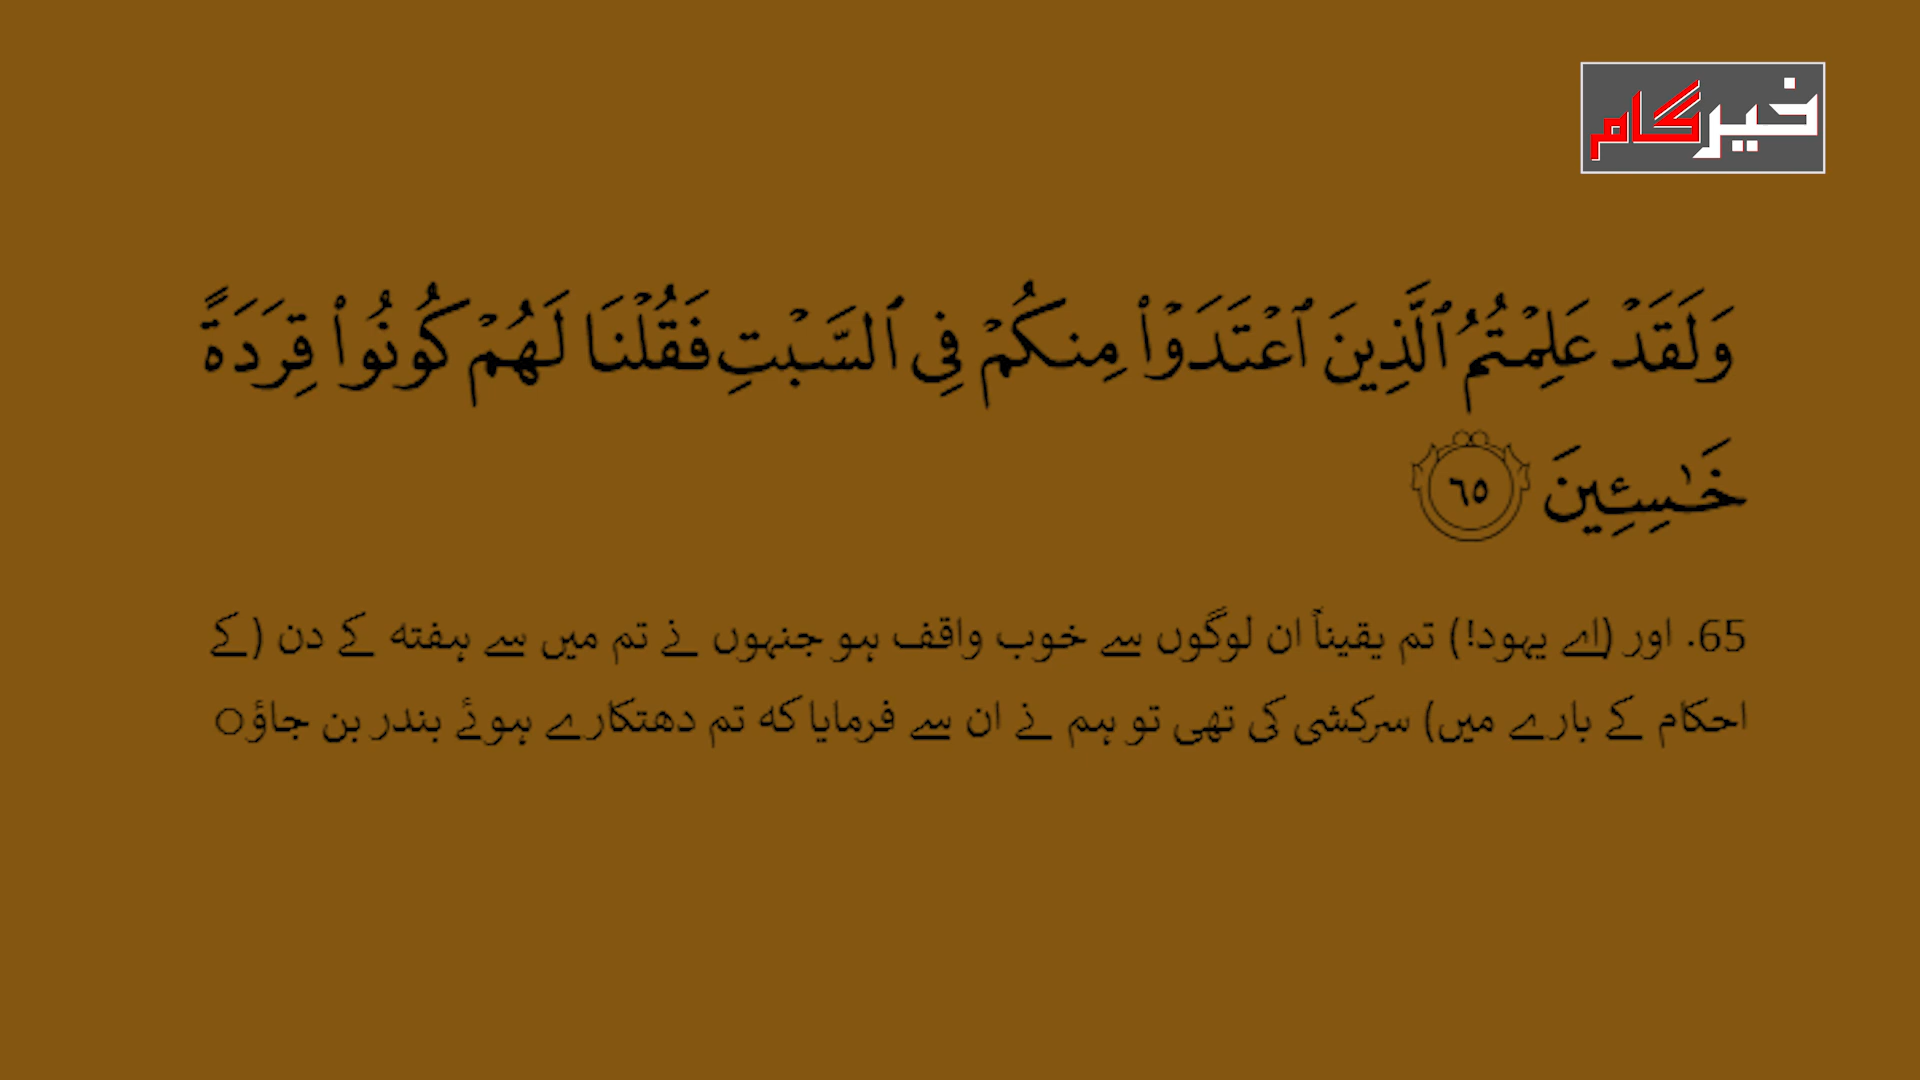 خیرگام
وَلَقَدْ عَلِمْتُمُ ٱلَّذِينَ ٱعْتَدَوْا۟ مِنكُمْ فِى ٱلسَّبْتِ فَقُلْنَا لَهُمْ كُونُوا۟ قِرَدَةً
خَـٰسِـِٔينَ ٦٥
65. اور (اے یہود!) تم یقیناً ان لوگوں سے خوب واقف ہو جنہوں نے تم میں سے ہفتہ کے دن (کے
احکام کے بارے میں) سرکشی کی تھی تو ہم نے ان سے فرمایا کہ تم دھتکارے ہوئے بندر بن جاؤ○